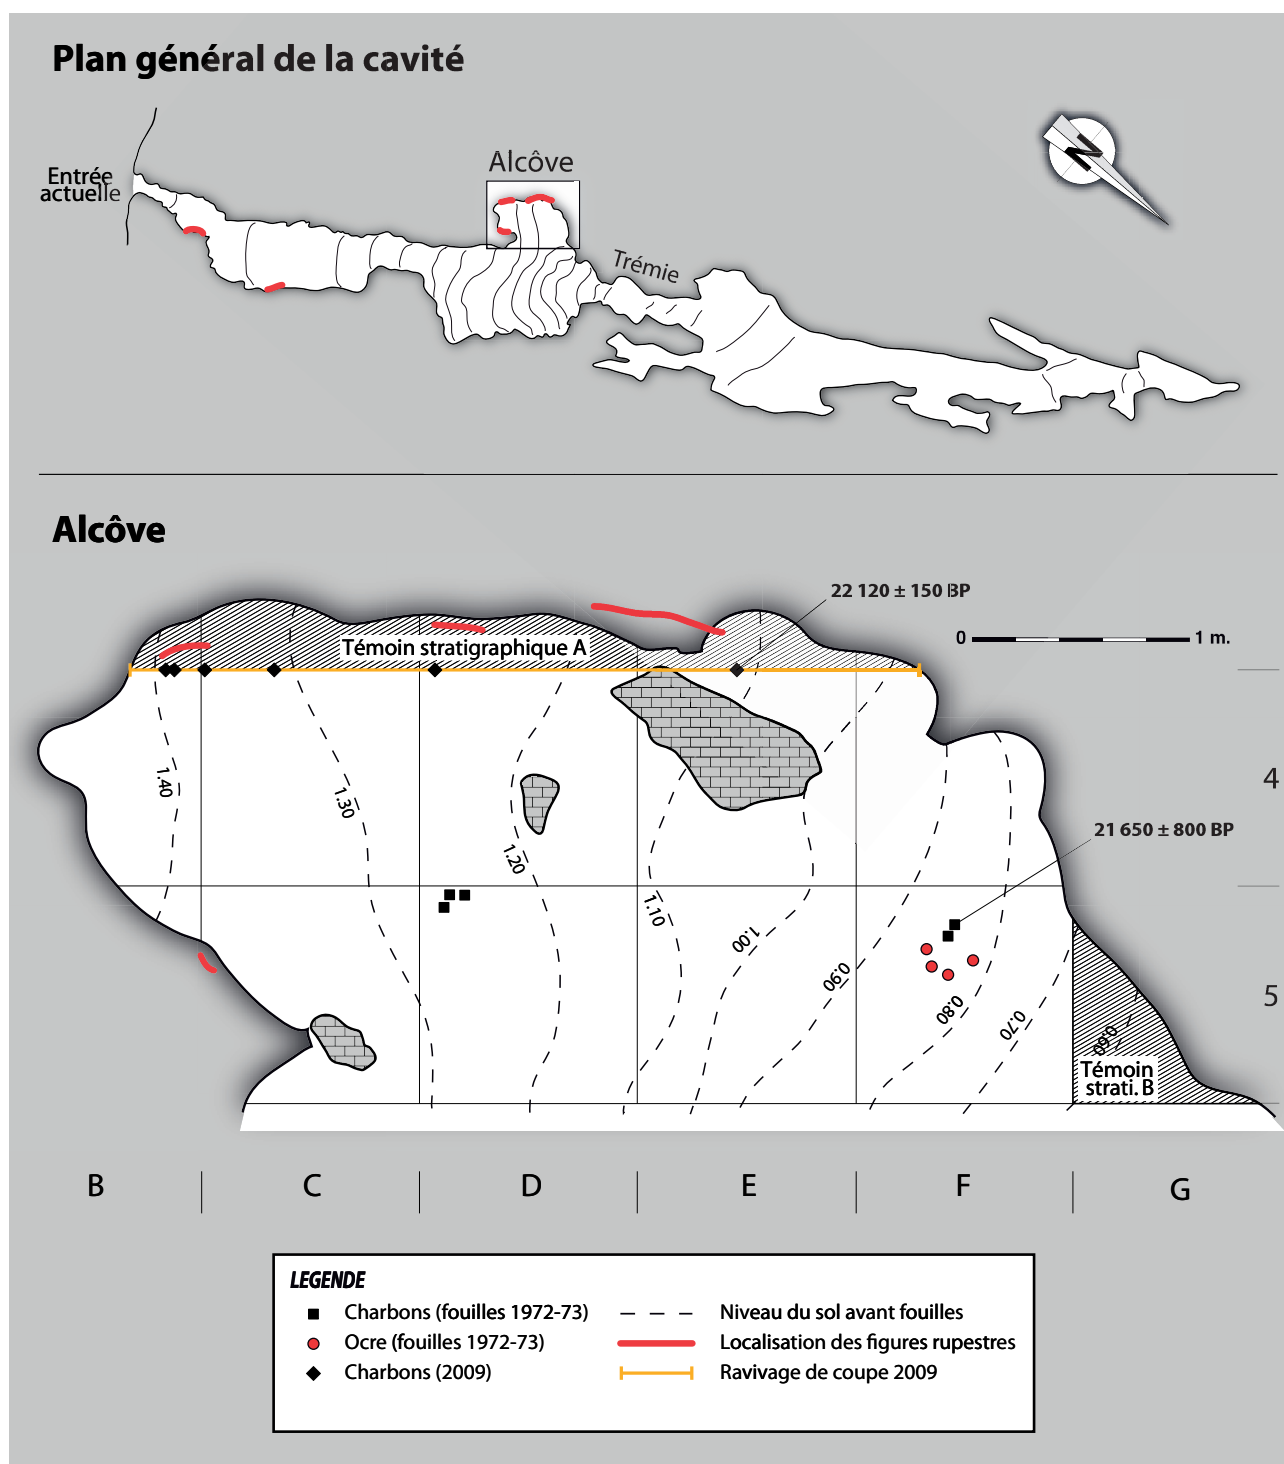 Plan général de la cavité
Entrée
actuelle
Alcôve
N
Trémie
Alcôve
22 120 ± 150 BP
0
1 m.
Témoin stratigraphique A
4
1.40
1.30
21 650 ± 800 BP
1.20
1.10
1.00
0.90
5
0.80
0.70
0.60
Témoin
strati. B
B
C
D
E
F
G
LEGENDE
Charbons (fouilles 1972-73)
Ocre (fouilles 1972-73)
Charbons (2009)
Niveau du sol avant fouilles
Localisation des figures rupestres
Ravivage de coupe 2009